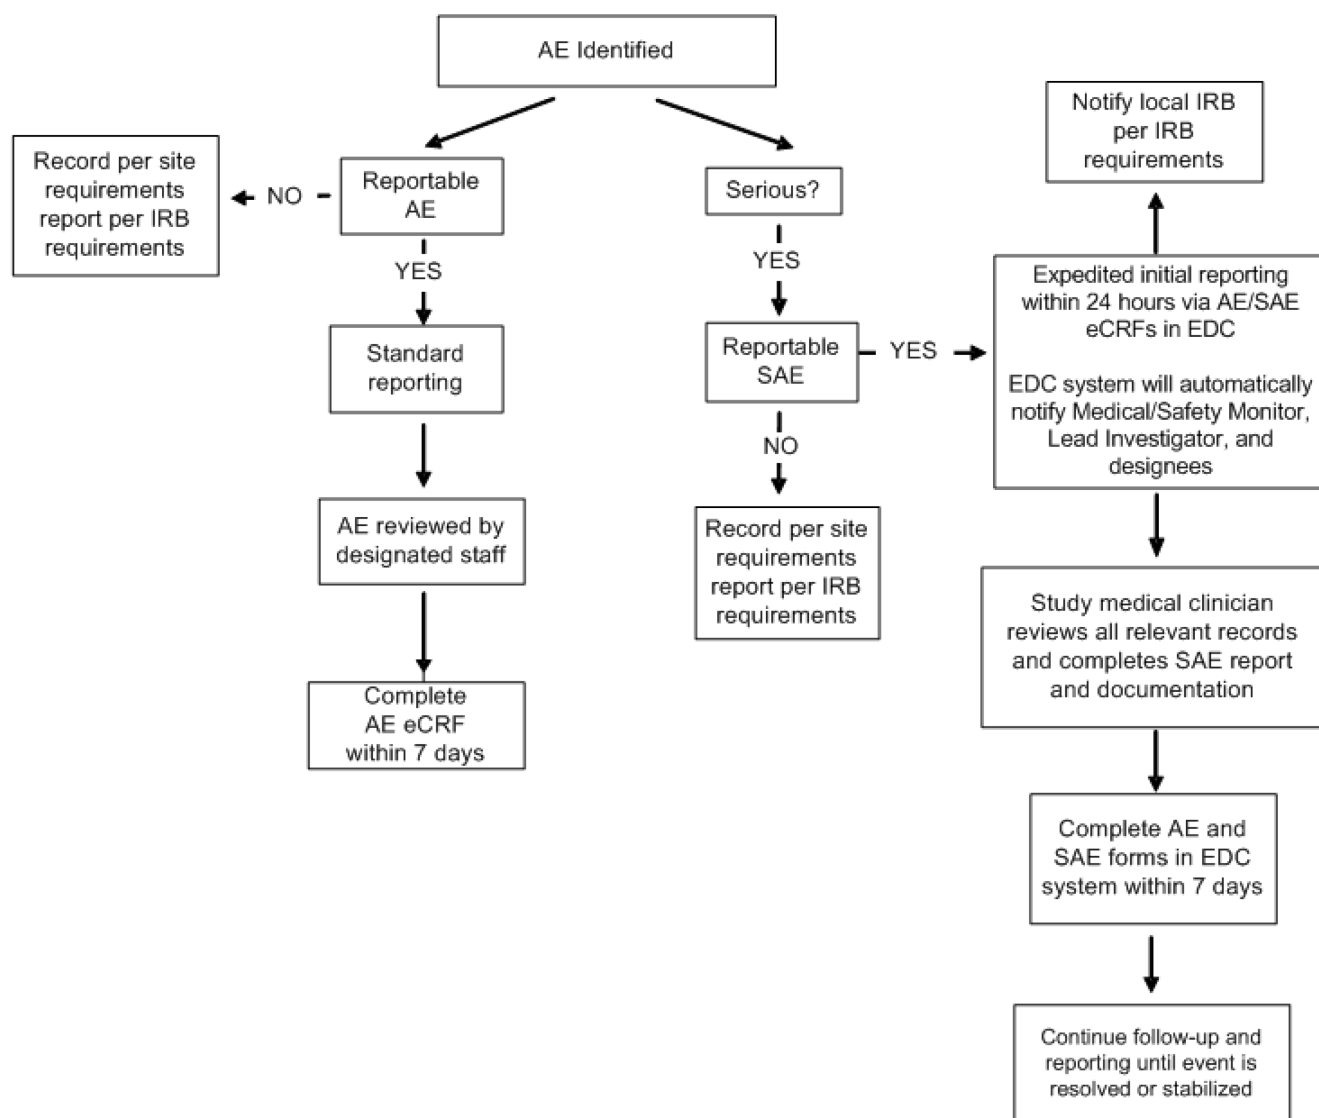 AE Identified
Notify local IRB
per IRB
requirements
Record per site
requirements
report per IRB
requirements
NO
Reportable
AE
Serious?
YES
YES
Expedited initial reporting
within 24 hours via AE/SAE
eCRFs in EDC
EDC system will automatically
notify Medical/Safety Monitor,
Lead Investigator, and
designees
Standard
reporting
Reportable
SAE
YES
NO
AE reviewed by
designated staff
Record per site
requirements
report per IRB
requirements
Study medical clinician
reviews all relevant records
and completes SAE report
and documentation
Complete
AE eCRF
within 7 days
Complete AE and
SAE forms in EDC
system within 7 days
Continue follow-up and
reporting until event is
resolved or stabilized